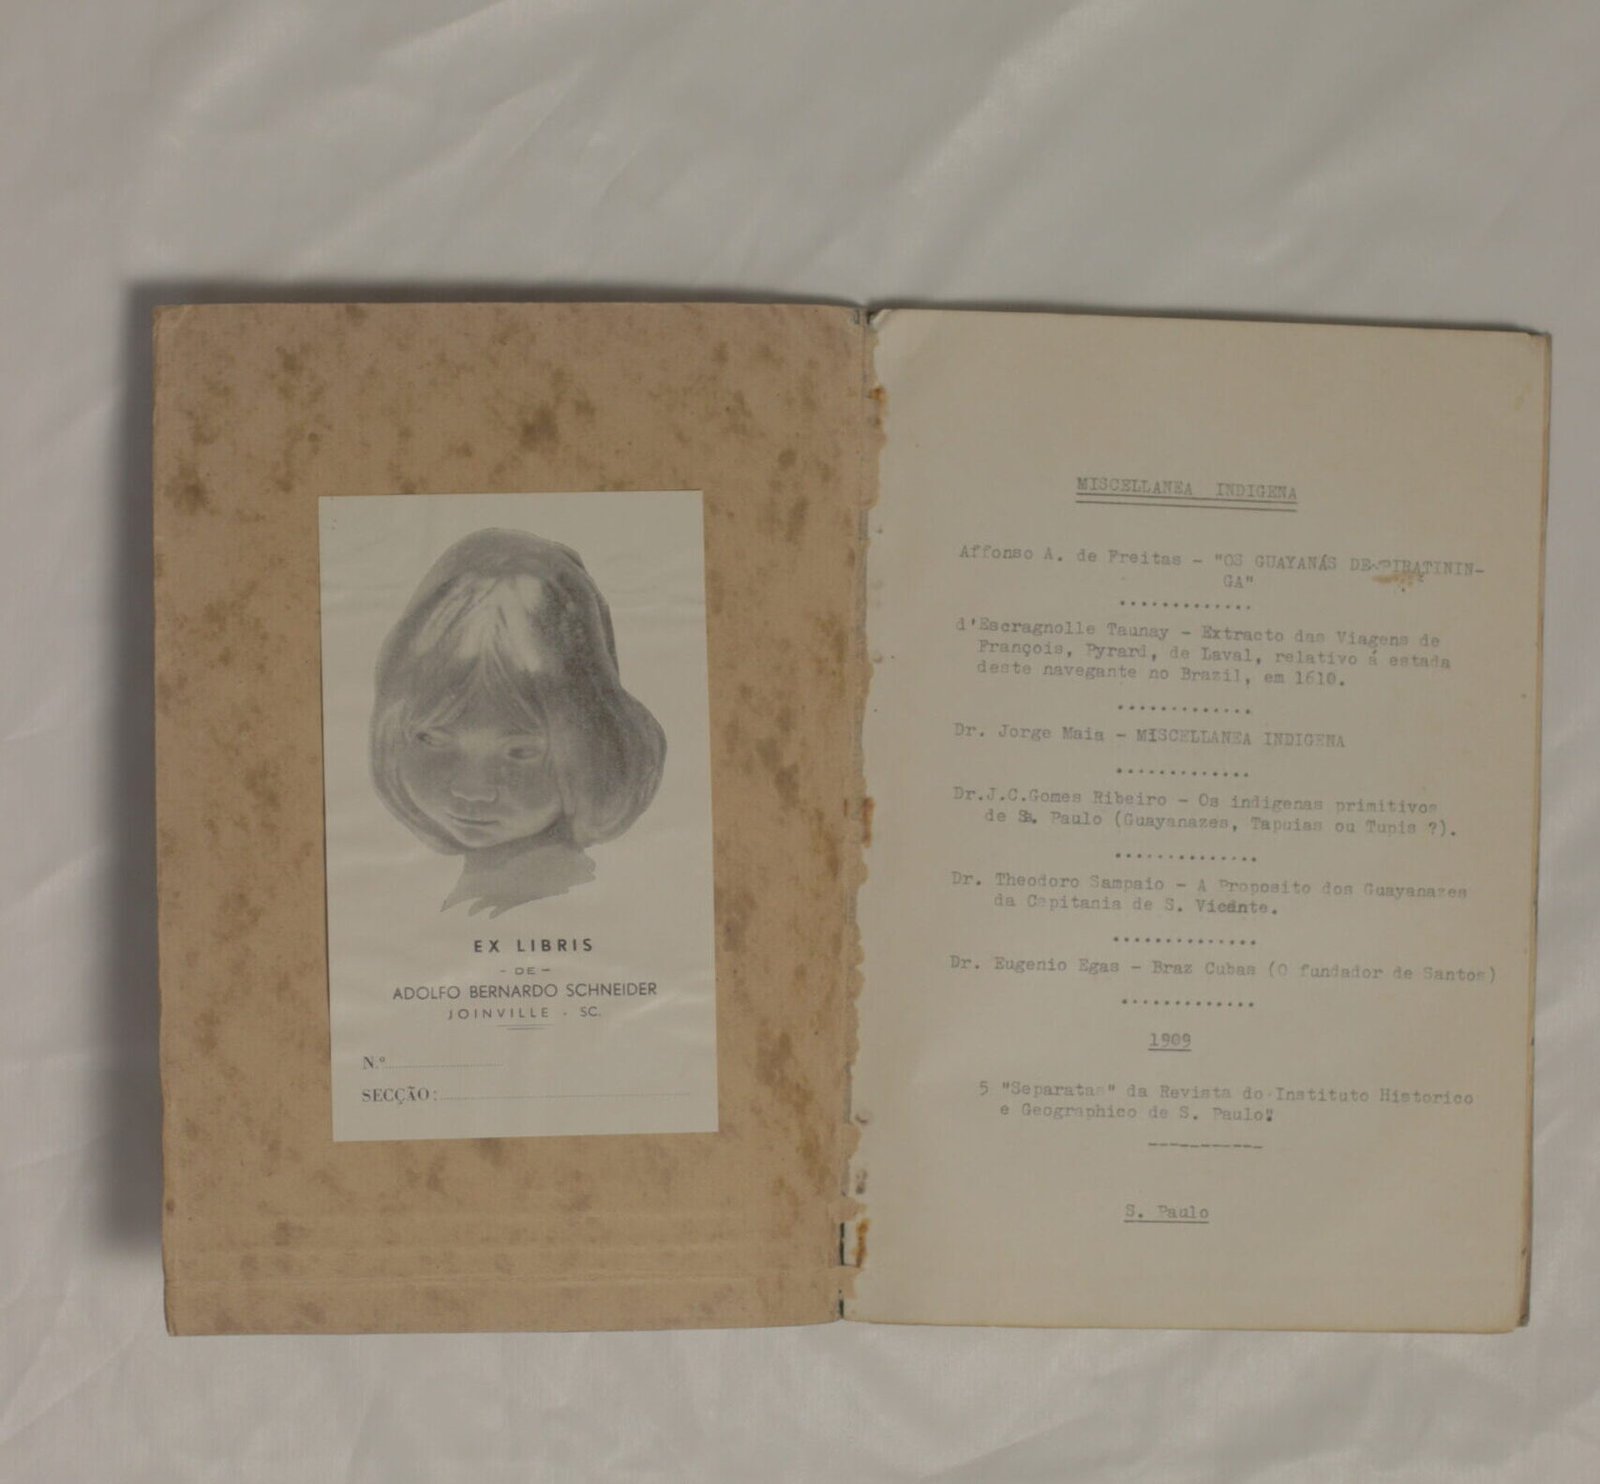 EX LIBRIS
- DE -
ADOLFO BERNARDO SCHNEIDER
JOINVILLE - SC.
N.º
SECÇÃO:
MISCELLANEA INDIGENA
Affonso A. de Freitas - "OS GUAYANÁS DE PIRATININ-
GA"
d'Escragnolle Taunay - Extracto das Viagens de
François, Pyrard, de Laval, relativo á estada
deste navegante no Brazil, em 1610.
Dr. Jorge Maia - MISCELLANEA INDIGENA
Dr.J.C.Gomes Ribeiro - Os indigenas primitivos
de S. Paulo (Guayanazes, Tapuias ou Tupis ?).
Dr. Theodoro Sampaio - A Proposito dos Guayanazes
da Capitania de S. Vicente.
Dr. Eugenio Egas - Braz Cubas (O fundador de Santos)
1909
5 "Separatas" da Revista do Instituto Historico
e Geographico de S. Paulo"
S. Paulo